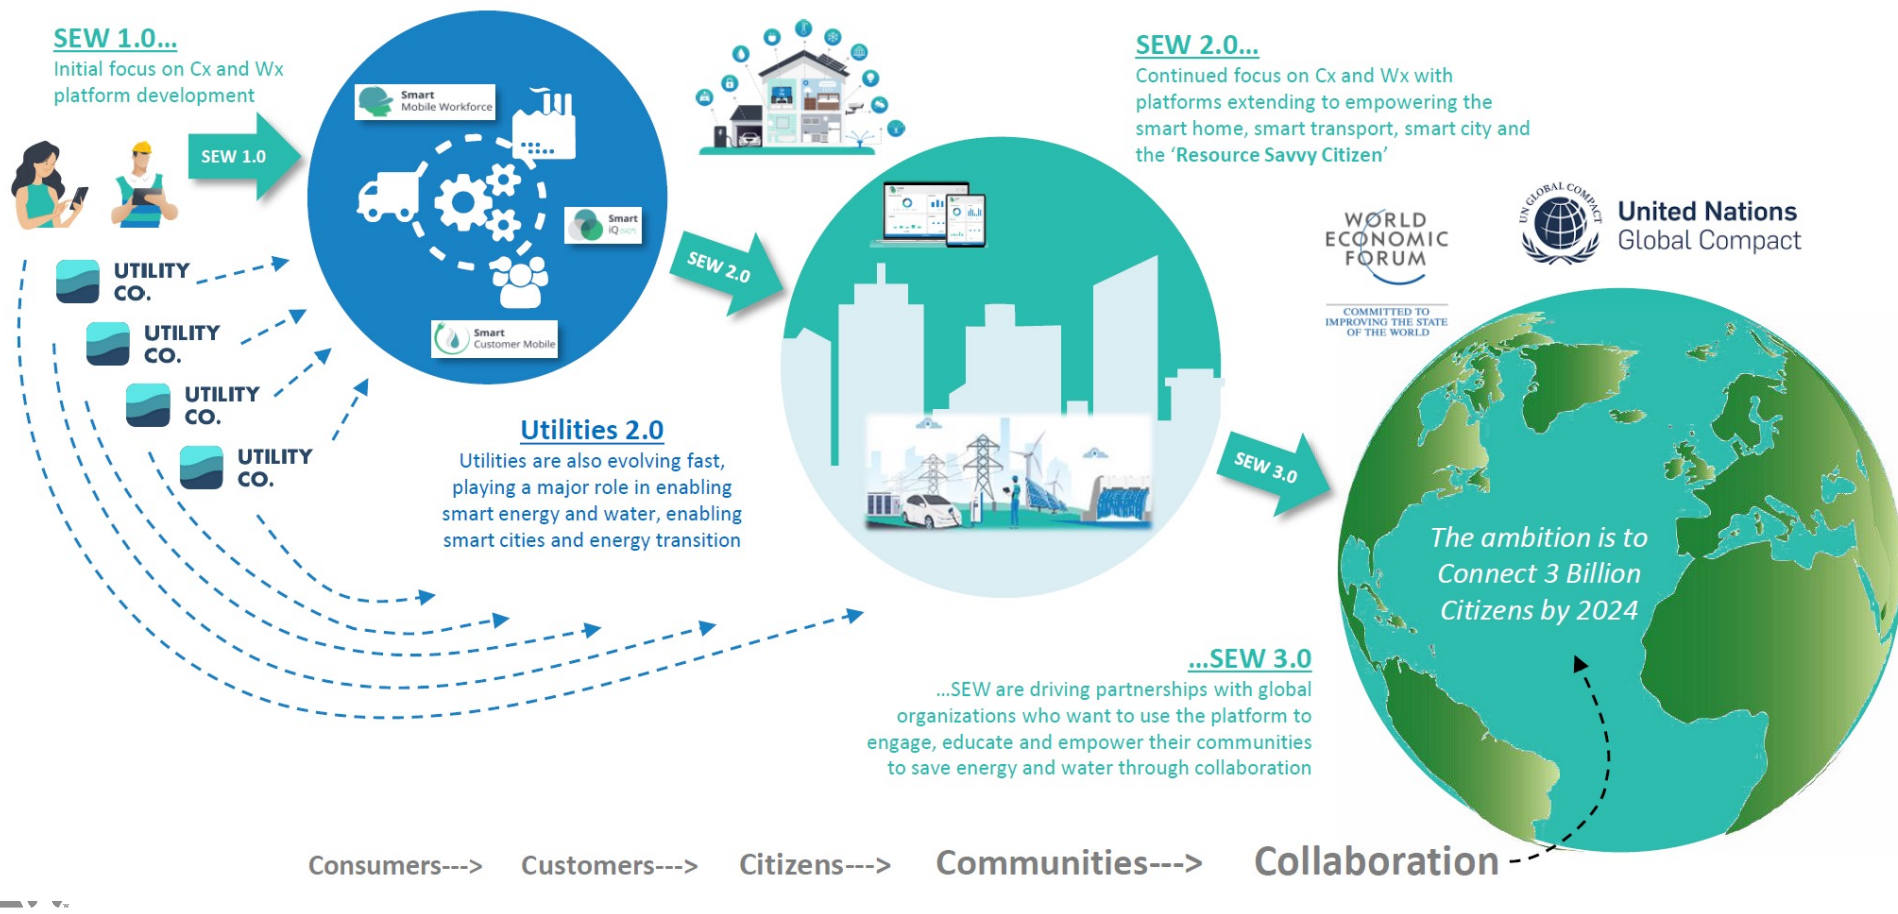 SEW 1.0...
Initial focus on Cx and Wx
platform development
SEW 1.0
Smart
Mobile Workforce
Smart
iQ
Smart
Customer Mobile
UTILITY
CO.
UTILITY
CO.
UTILITY
CO.
UTILITY
CO.
Utilities 2.0
Utilities are also evolving fast,
playing a major role in enabling
smart energy and water, enabling
smart cities and energy transition
SEW 2.0
SEW 2.0...
Continued focus on Cx and Wx with
platforms extending to empowering the
smart home, smart transport, smart city and
the ‘Resource Savvy Citizen’
WORLD
ECONOMIC
FORUM
COMMITTED TO
IMPROVING THE STATE
OF THE WORLD
UN GLOBAL COMPACT
United Nations
Global Compact
SEW 3.0
The ambition is to
Connect 3 Billion
Citizens by 2024
...SEW 3.0
...SEW are driving partnerships with global
organizations who want to use the platform to
engage, educate and empower their communities
to save energy and water through collaboration
Consumers---> Customers---> Citizens---> Communities---> Collaboration